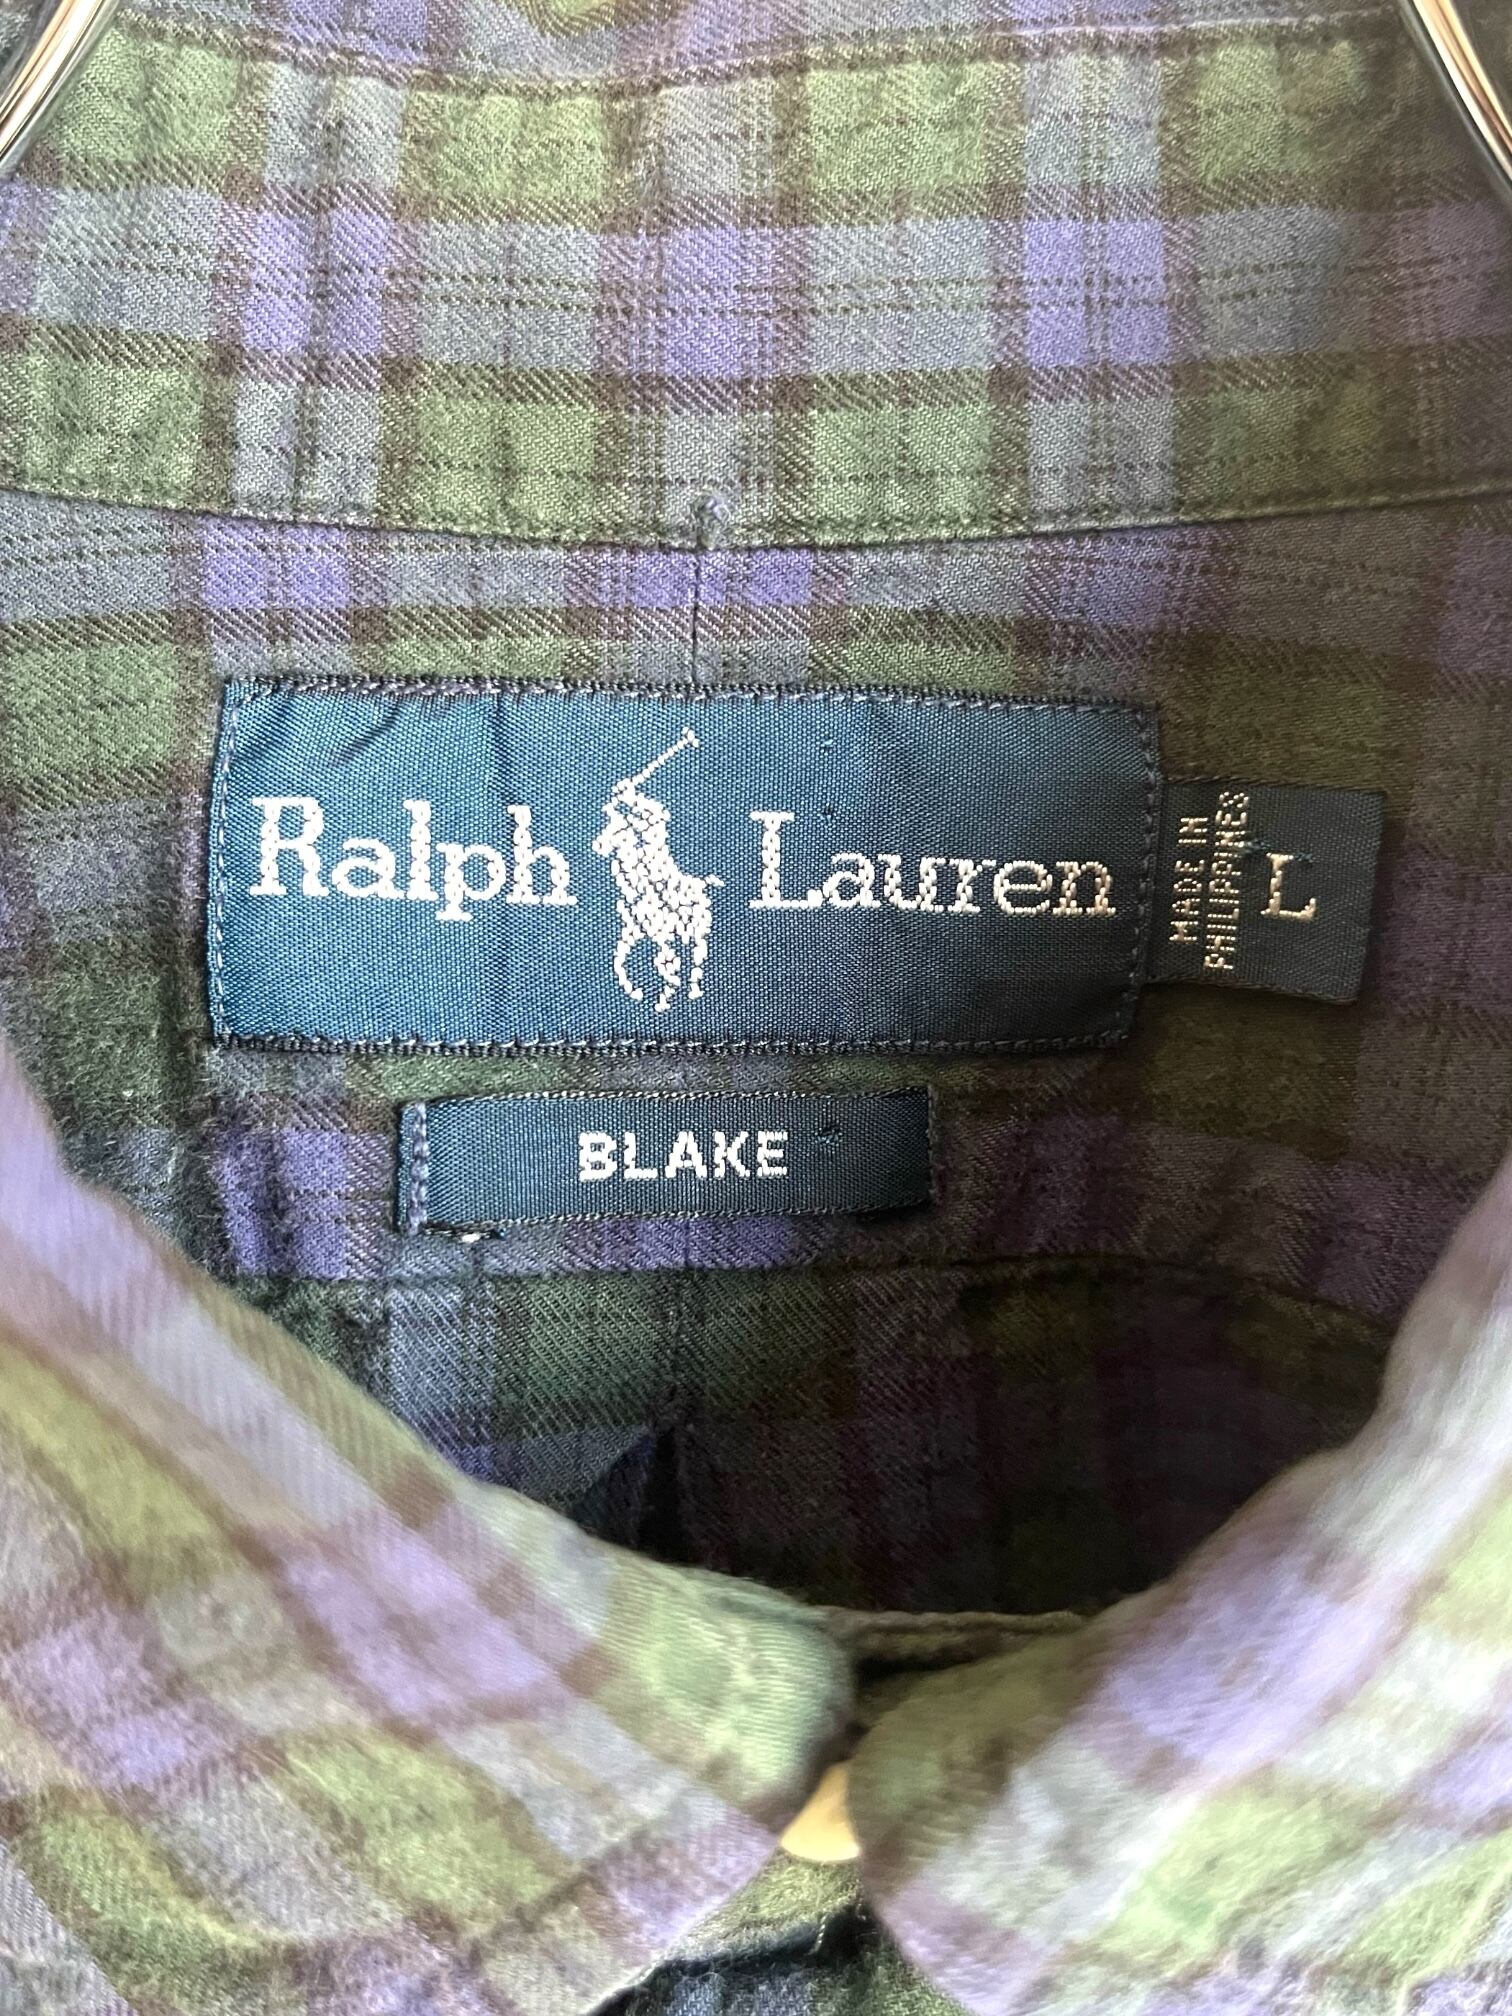 Ralph Lauren
MADE IN
PHILIPPINES
L
BLAKE